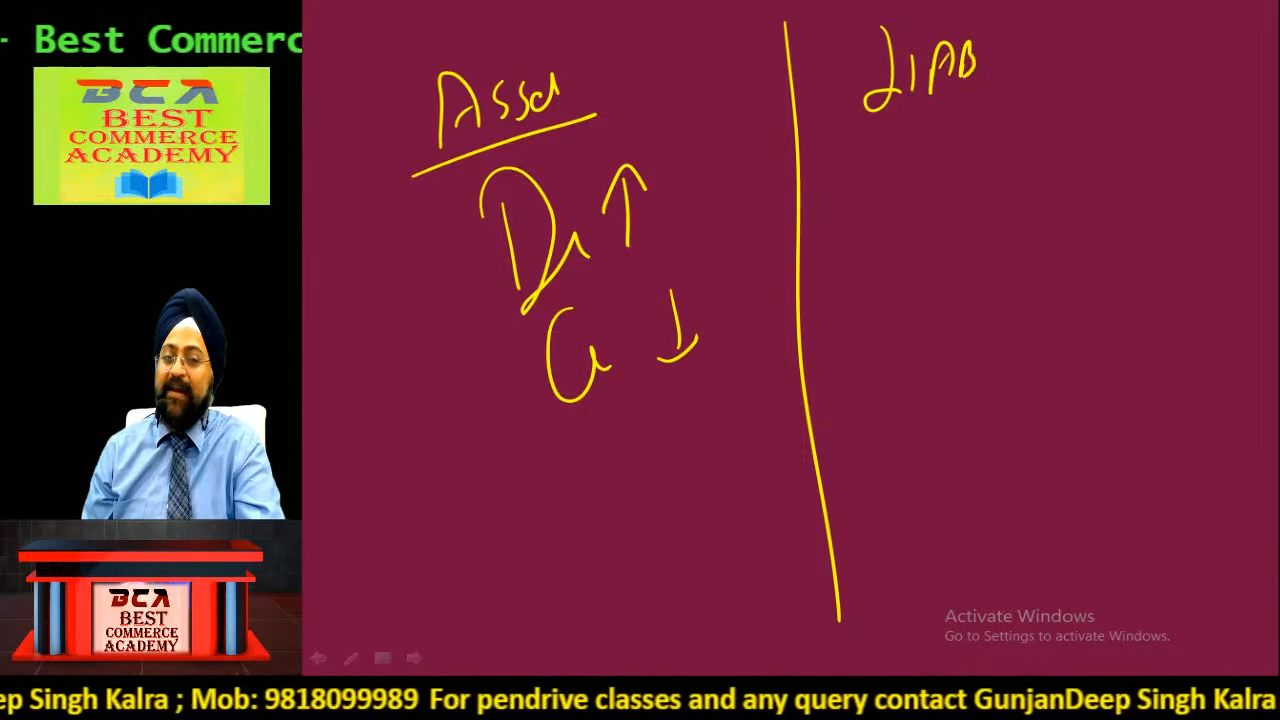 - Best Commerc
BCA
BEST
COMMERCE
ACADEMY
Asset
Dr ↑
Cr ↓
LIAB
BCA
BEST
COMMERCE
ACADEMY
Activate Windows
Go to Settings to activate Windows.
ep Singh Kalra ; Mob: 9818099989 For pendrive classes and any query contact GunjanDeep Singh Kalra